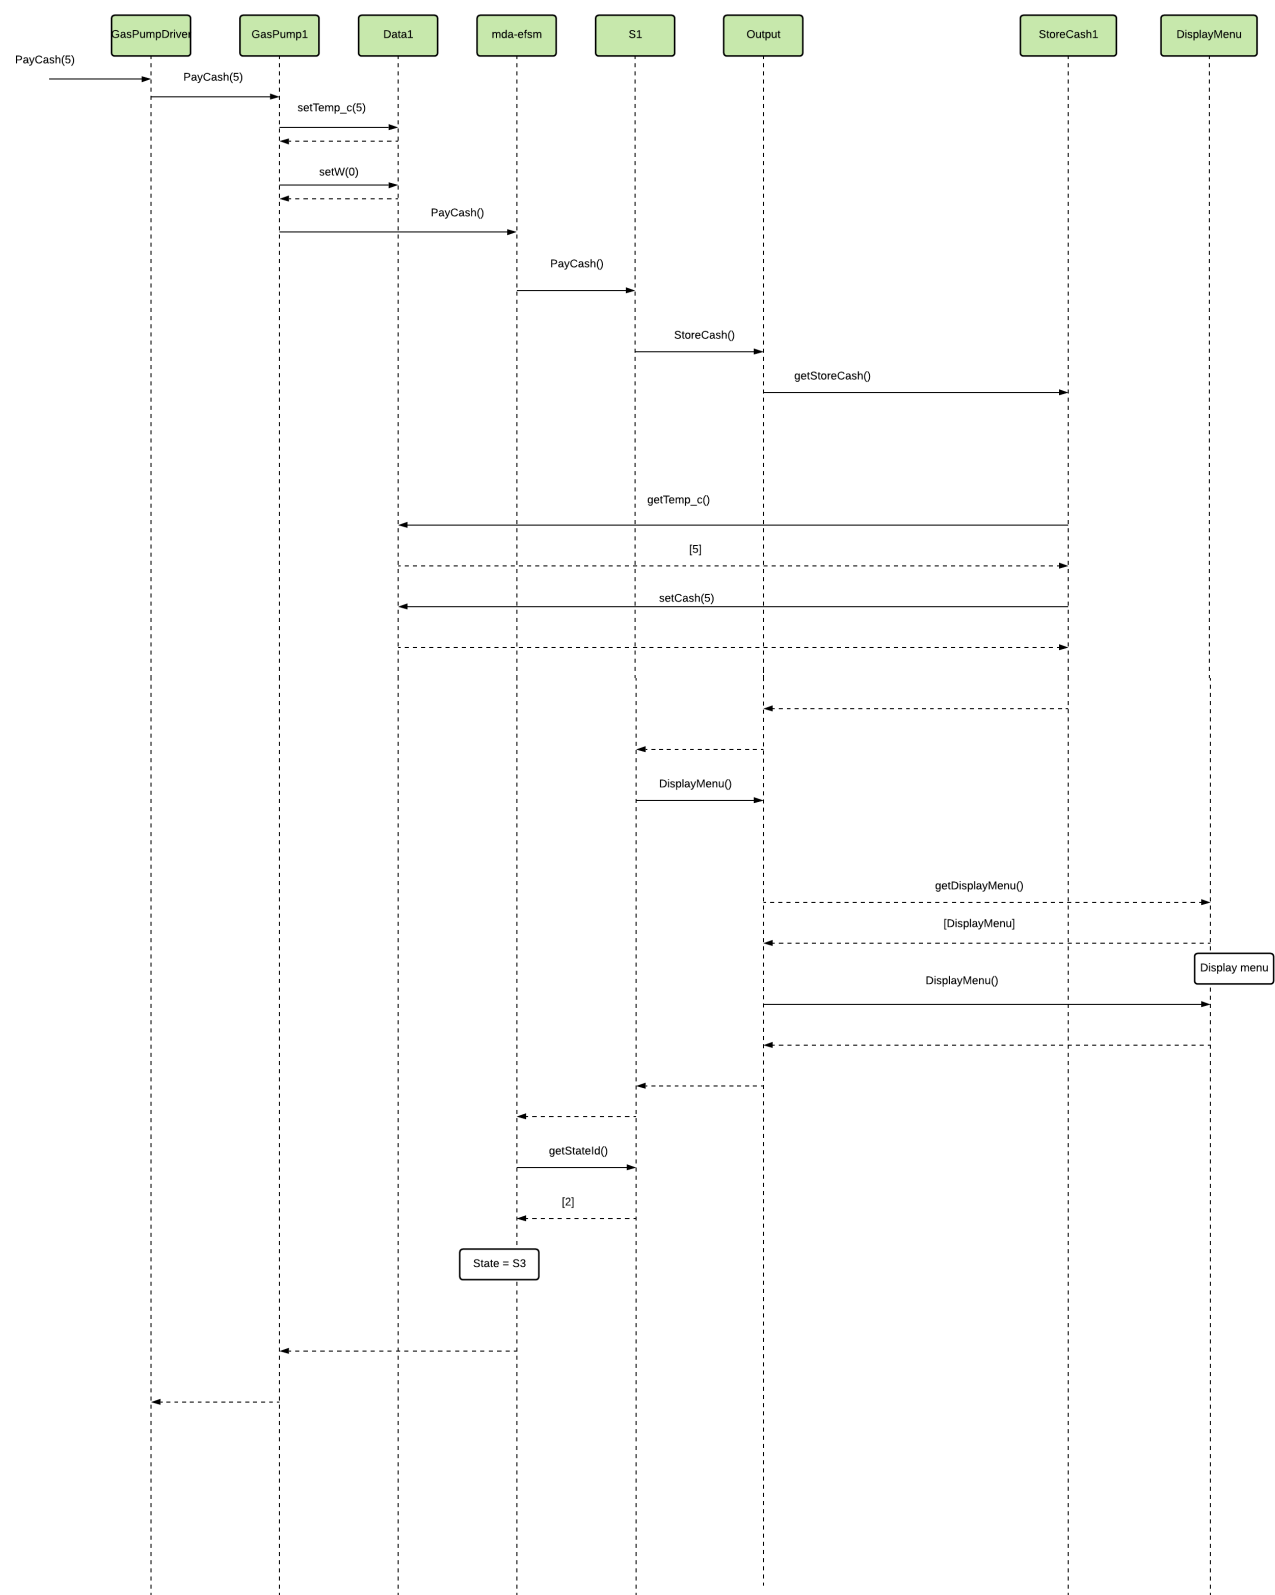 GasPumpDriver
GasPump1
Data1
mda-efsm
S1
Output
StoreCash1
DisplayMenu
PayCash(5)
PayCash(5)
setTemp_c(5)
setW(0)
PayCash()
PayCash()
StoreCash()
getStoreCash()
getTemp_c()
[5]
setCash(5)
DisplayMenu()
getDisplayMenu()
[DisplayMenu]
Display menu
DisplayMenu()
getStateId()
[2]
State = S3